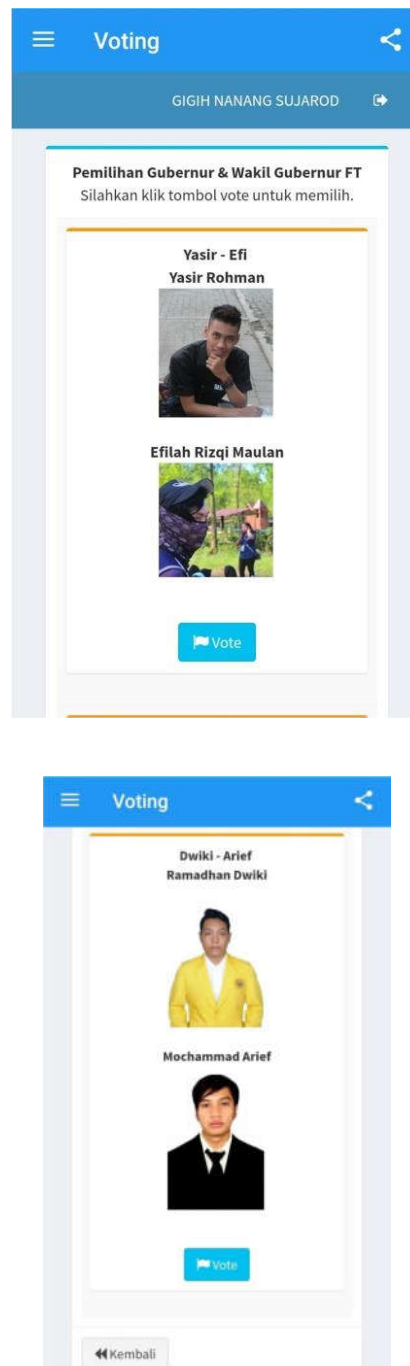 Voting
GIGIH NANANG SUJAROD
Pemilihan Gubernur & Wakil Gubernur FT
Silahkan klik tombol vote untuk memilih.
Yasir - Efi
Yasir Rohman
Efilah Rizqi Maulan
Vote
Voting
Dwiki - Arief
Ramadhan Dwiki
Mochammad Arief
Vote
Kembali